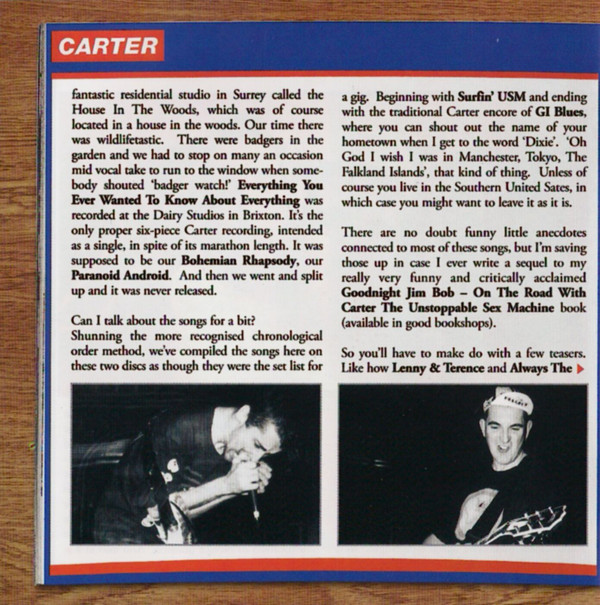 CARTER
fantastic residential studio in Surrey called the
House In The Woods, which was of course
located in a house in the woods. Our time there
was wildlifetastic. There were badgers in the
garden and we had to stop on many an occasion
mid vocal take to run to the window when some-
body shouted 'badger watch!' Everything You
Ever Wanted To Know About Everything was
recorded at the Dairy Studios in Brixton. It's the
only proper six-piece Carter recording, intended
as a single, in spite of its marathon length. It was
supposed to be our Bohemian Rhapsody, our
Paranoid Android. And then we went and split
up and it was never released.
Can I talk about the songs for a bit?
Shunning the more recognised chronological
order method, we've compiled the songs here on
these two discs as though they were the set list for
a gig. Beginning with Surfin' USM and ending
with the traditional Carter encore of GI Blues,
where you can shout out the name of your
hometown when I get to the word 'Dixie'. 'Oh
God I wish I was in Manchester, Tokyo, The
Falkland Islands', that kind of thing. Unless of
course you live in the Southern United Sates, in
which case you might want to leave it as it is.
There are no doubt funny little anecdotes
connected to most of these songs, but I'm saving
those up in case I ever write a sequel to my
really very funny and critically acclaimed
Goodnight Jim Bob – On The Road With
Carter The Unstoppable Sex Machine book
(available in good bookshops).
So you'll have to make do with a few teasers.
Like how Lenny & Terence and Always The